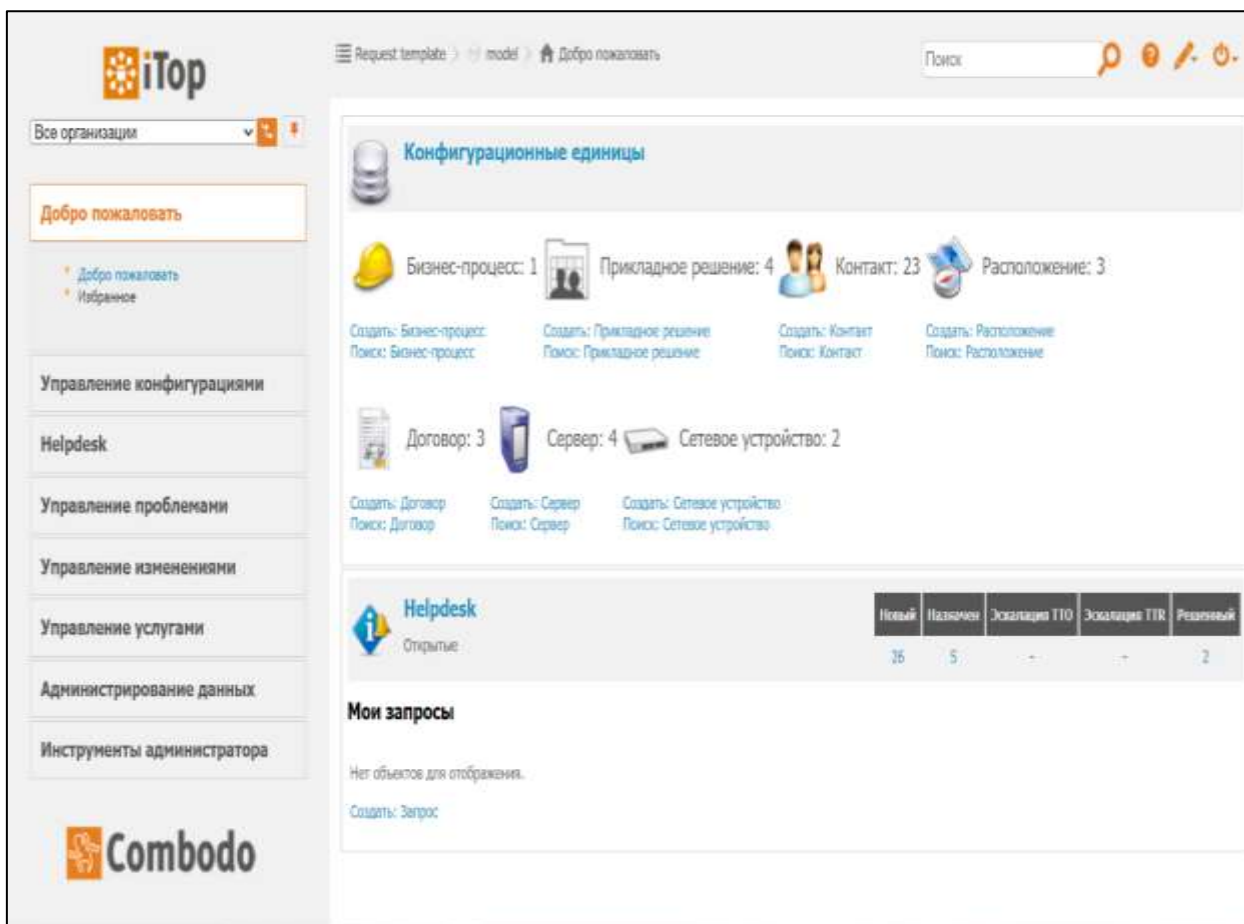 iTop
Request template model Добро пожаловать
Поиск
Все организации
Добро пожаловать
Добро пожаловать
Избранное
Управление конфигурациями
Helpdesk
Управление проблемами
Управление изменениями
Управление услугами
Администрирование данных
Инструменты администратора
Combodo
Конфигурационные единицы
Бизнес-процесс: 1 Прикладное решение: 4 Контакт: 23 Расположение: 3
Создать: Бизнес-процесс Создать: Прикладное решение Создать: Контакт Создать: Расположение
Поиск: Бизнес-процесс Поиск: Прикладное решение Поиск: Контакт Поиск: Расположение
Договор: 3 Сервер: 4 Сетевое устройство: 2
Создать: Договор Создать: Сервер Создать: Сетевое устройство
Поиск: Договор Поиск: Сервер Поиск: Сетевое устройство
Helpdesk
Открытые
Новый Назначен Эскалация TTO Эскалация TTR Решенный
26 5 - - 2
Мои запросы
Нет объектов для отображения.
Создать: Запрос